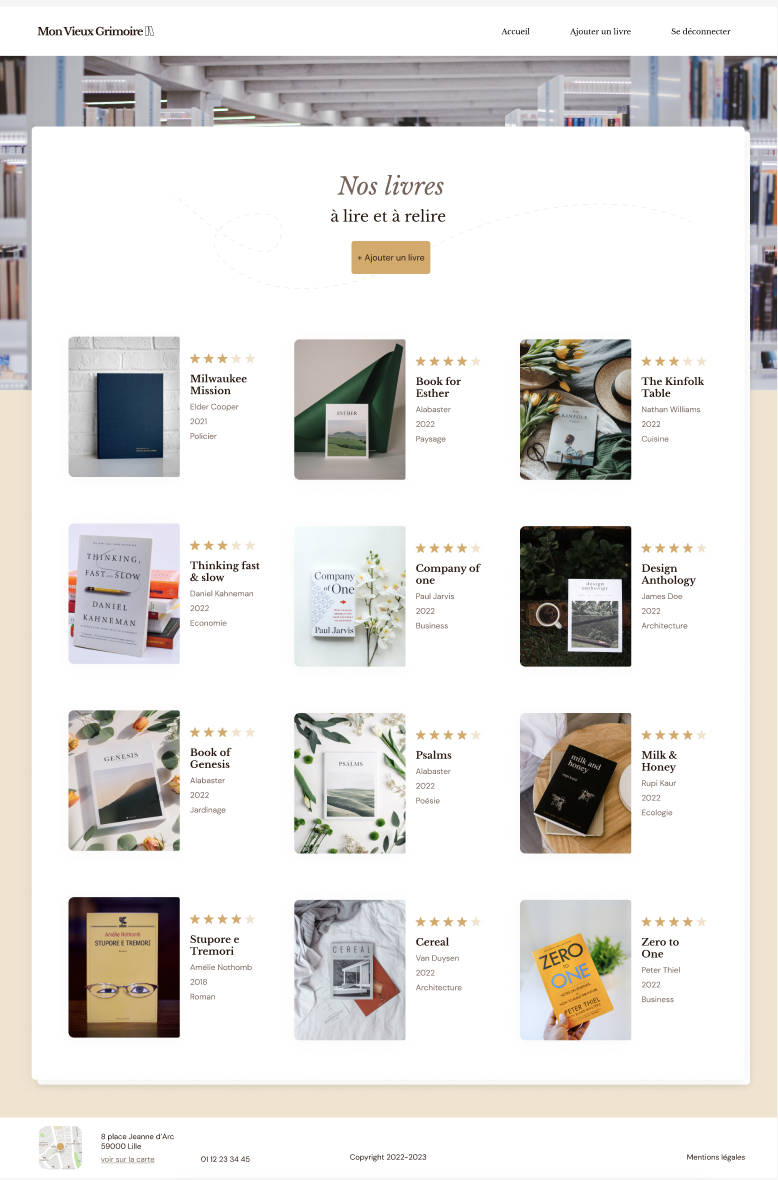 Mon Vieux Grimoire
Accueil
Ajouter un livre
Se déconnecter
Nos livres
à lire et à relire
+ Ajouter un livre
Milwaukee
Mission
Elder Cooper
2021
Policier
ESTHER
Book for
Esther
Alabaster
2022
Paysage
KINFOLK
The Kinfolk
Table
Nathan Williams
2022
Cuisine
THINKING,
FAST AND SLOW
DANIEL
KAHNEMAN
Thinking fast
& slow
Daniel Kahneman
2022
Economie
Company
of One
Paul Jarvis
Company of
one
Paul Jarvis
2022
Business
design
anthology
Design
Anthology
James Doe
2022
Architecture
GENESIS
Book of
Genesis
Alabaster
2022
Jardinage
PSALMS
Psalms
Alabaster
2022
Poésie
milk and
honey
rupi kaur
Milk &
Honey
Rupi Kaur
2022
Ecologie
Amélie Nothomb
STUPORE E TREMORI
Stupore e
Tremori
Amélie Nothomb
2018
Roman
CEREAL
Cereal
Van Duysen
2022
Architecture
ZERO
TO
ONE
PETER THIEL
Zero to
One
Peter Thiel
2022
Business
8 place Jeanne d'Arc
59000 Lille
voir sur la carte
01 12 23 34 45
Copyright 2022-2023
Mentions légales